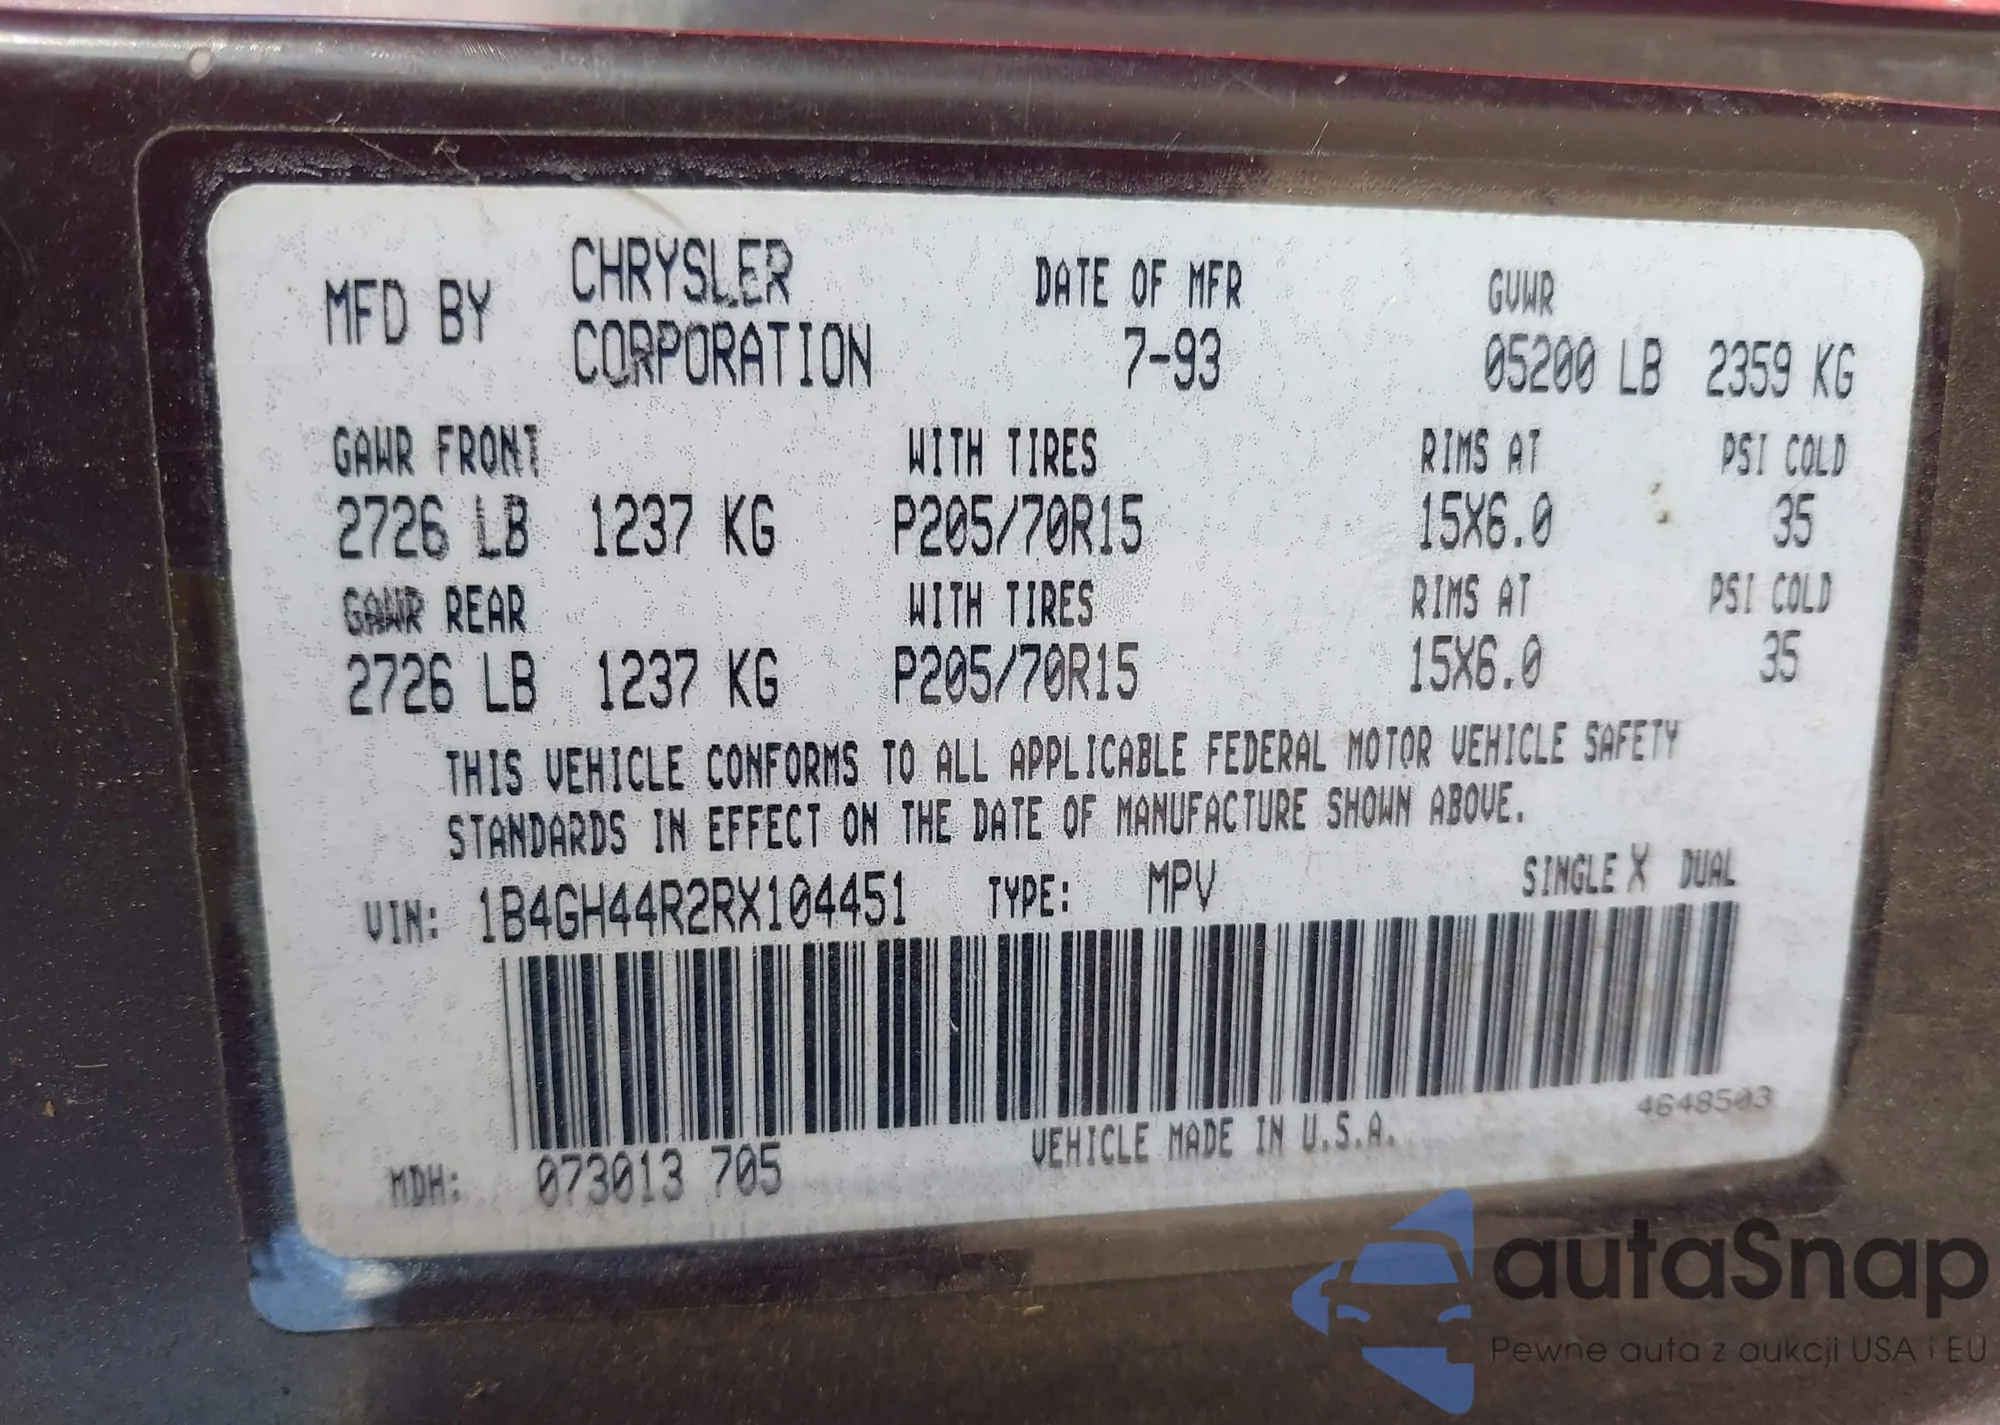 MFD BY CHRYSLER CORPORATION DATE OF MFR 7-93 GVWR 05200 LB 2359 KG
GAWR FRONT WITH TIRES RIMS AT PSI COLD
2726 LB 1237 KG P205/70R15 15X6.0 35
GAWR REAR WITH TIRES RIMS AT PSI COLD
2726 LB 1237 KG P205/70R15 15X6.0 35
THIS VEHICLE CONFORMS TO ALL APPLICABLE FEDERAL MOTOR VEHICLE SAFETY
STANDARDS IN EFFECT ON THE DATE OF MANUFACTURE SHOWN ABOVE.
VIN: 1B4GH44R2RX104451 TYPE: MPV SINGLE X DUAL
4648503
MDH: 073013 705 VEHICLE MADE IN U.S.A.
autaSnap
Pewne auta z aukcji USA i EU